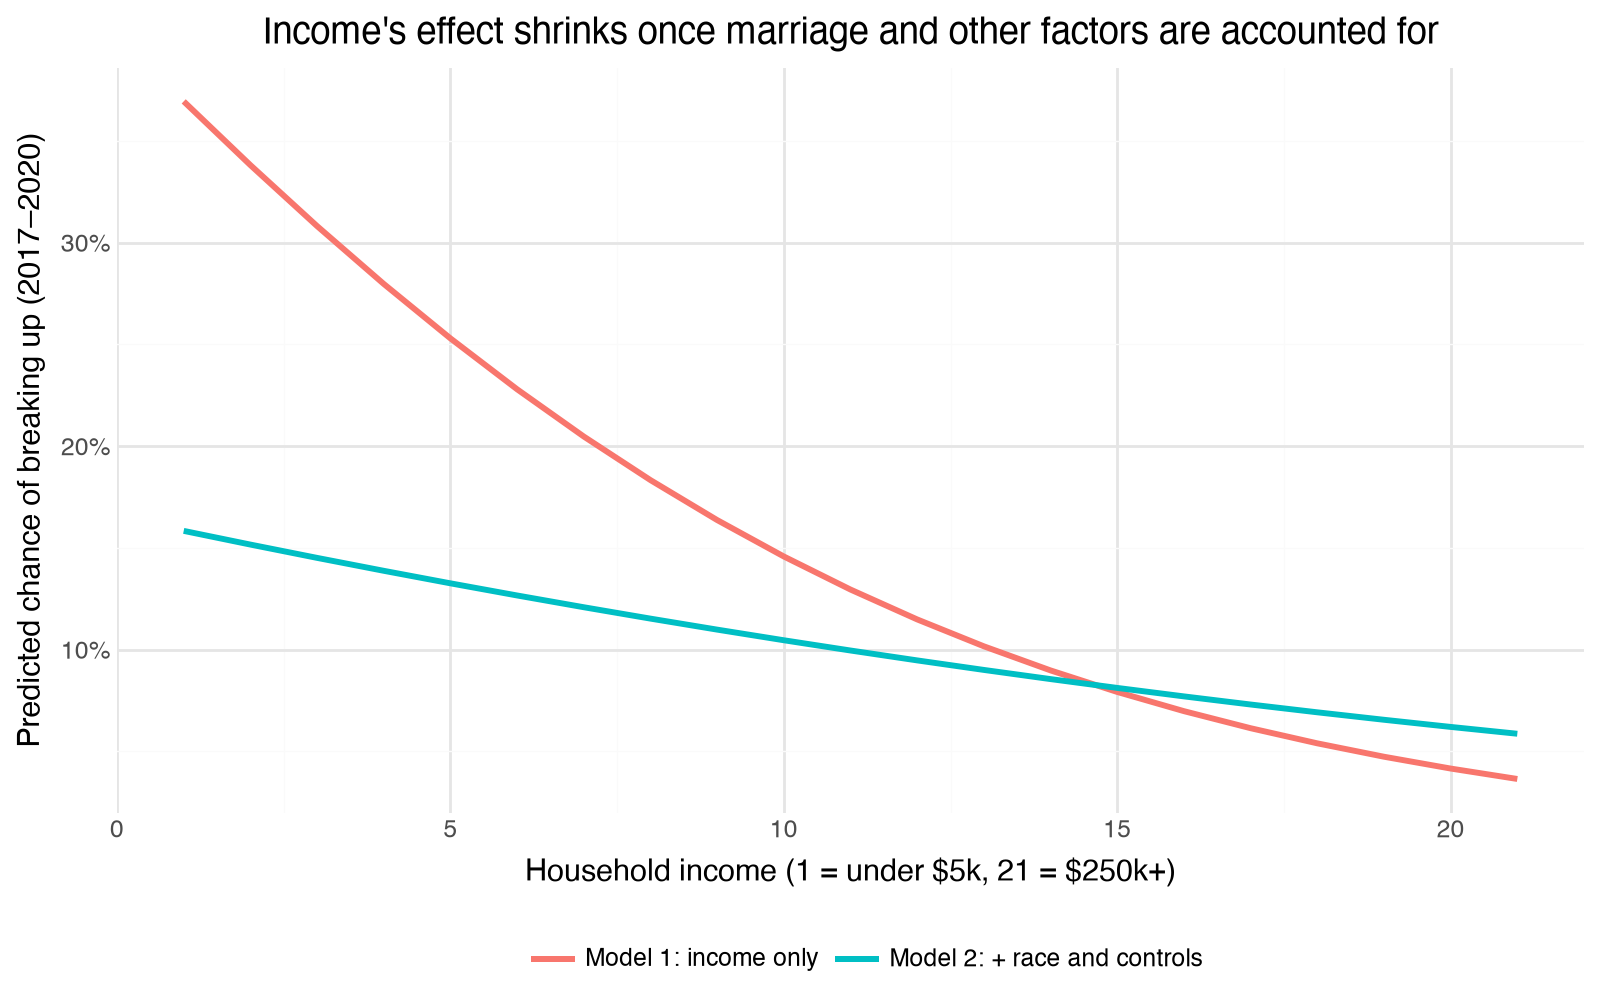 Income's effect shrinks once marriage and other factors are accounted for
Predicted chance of breaking up (2017–2020)
30%
20%
10%
0 5 10 15 20
Household income (1 = under $5k, 21 = $250k+)
Model 1: income only Model 2: + race and controls